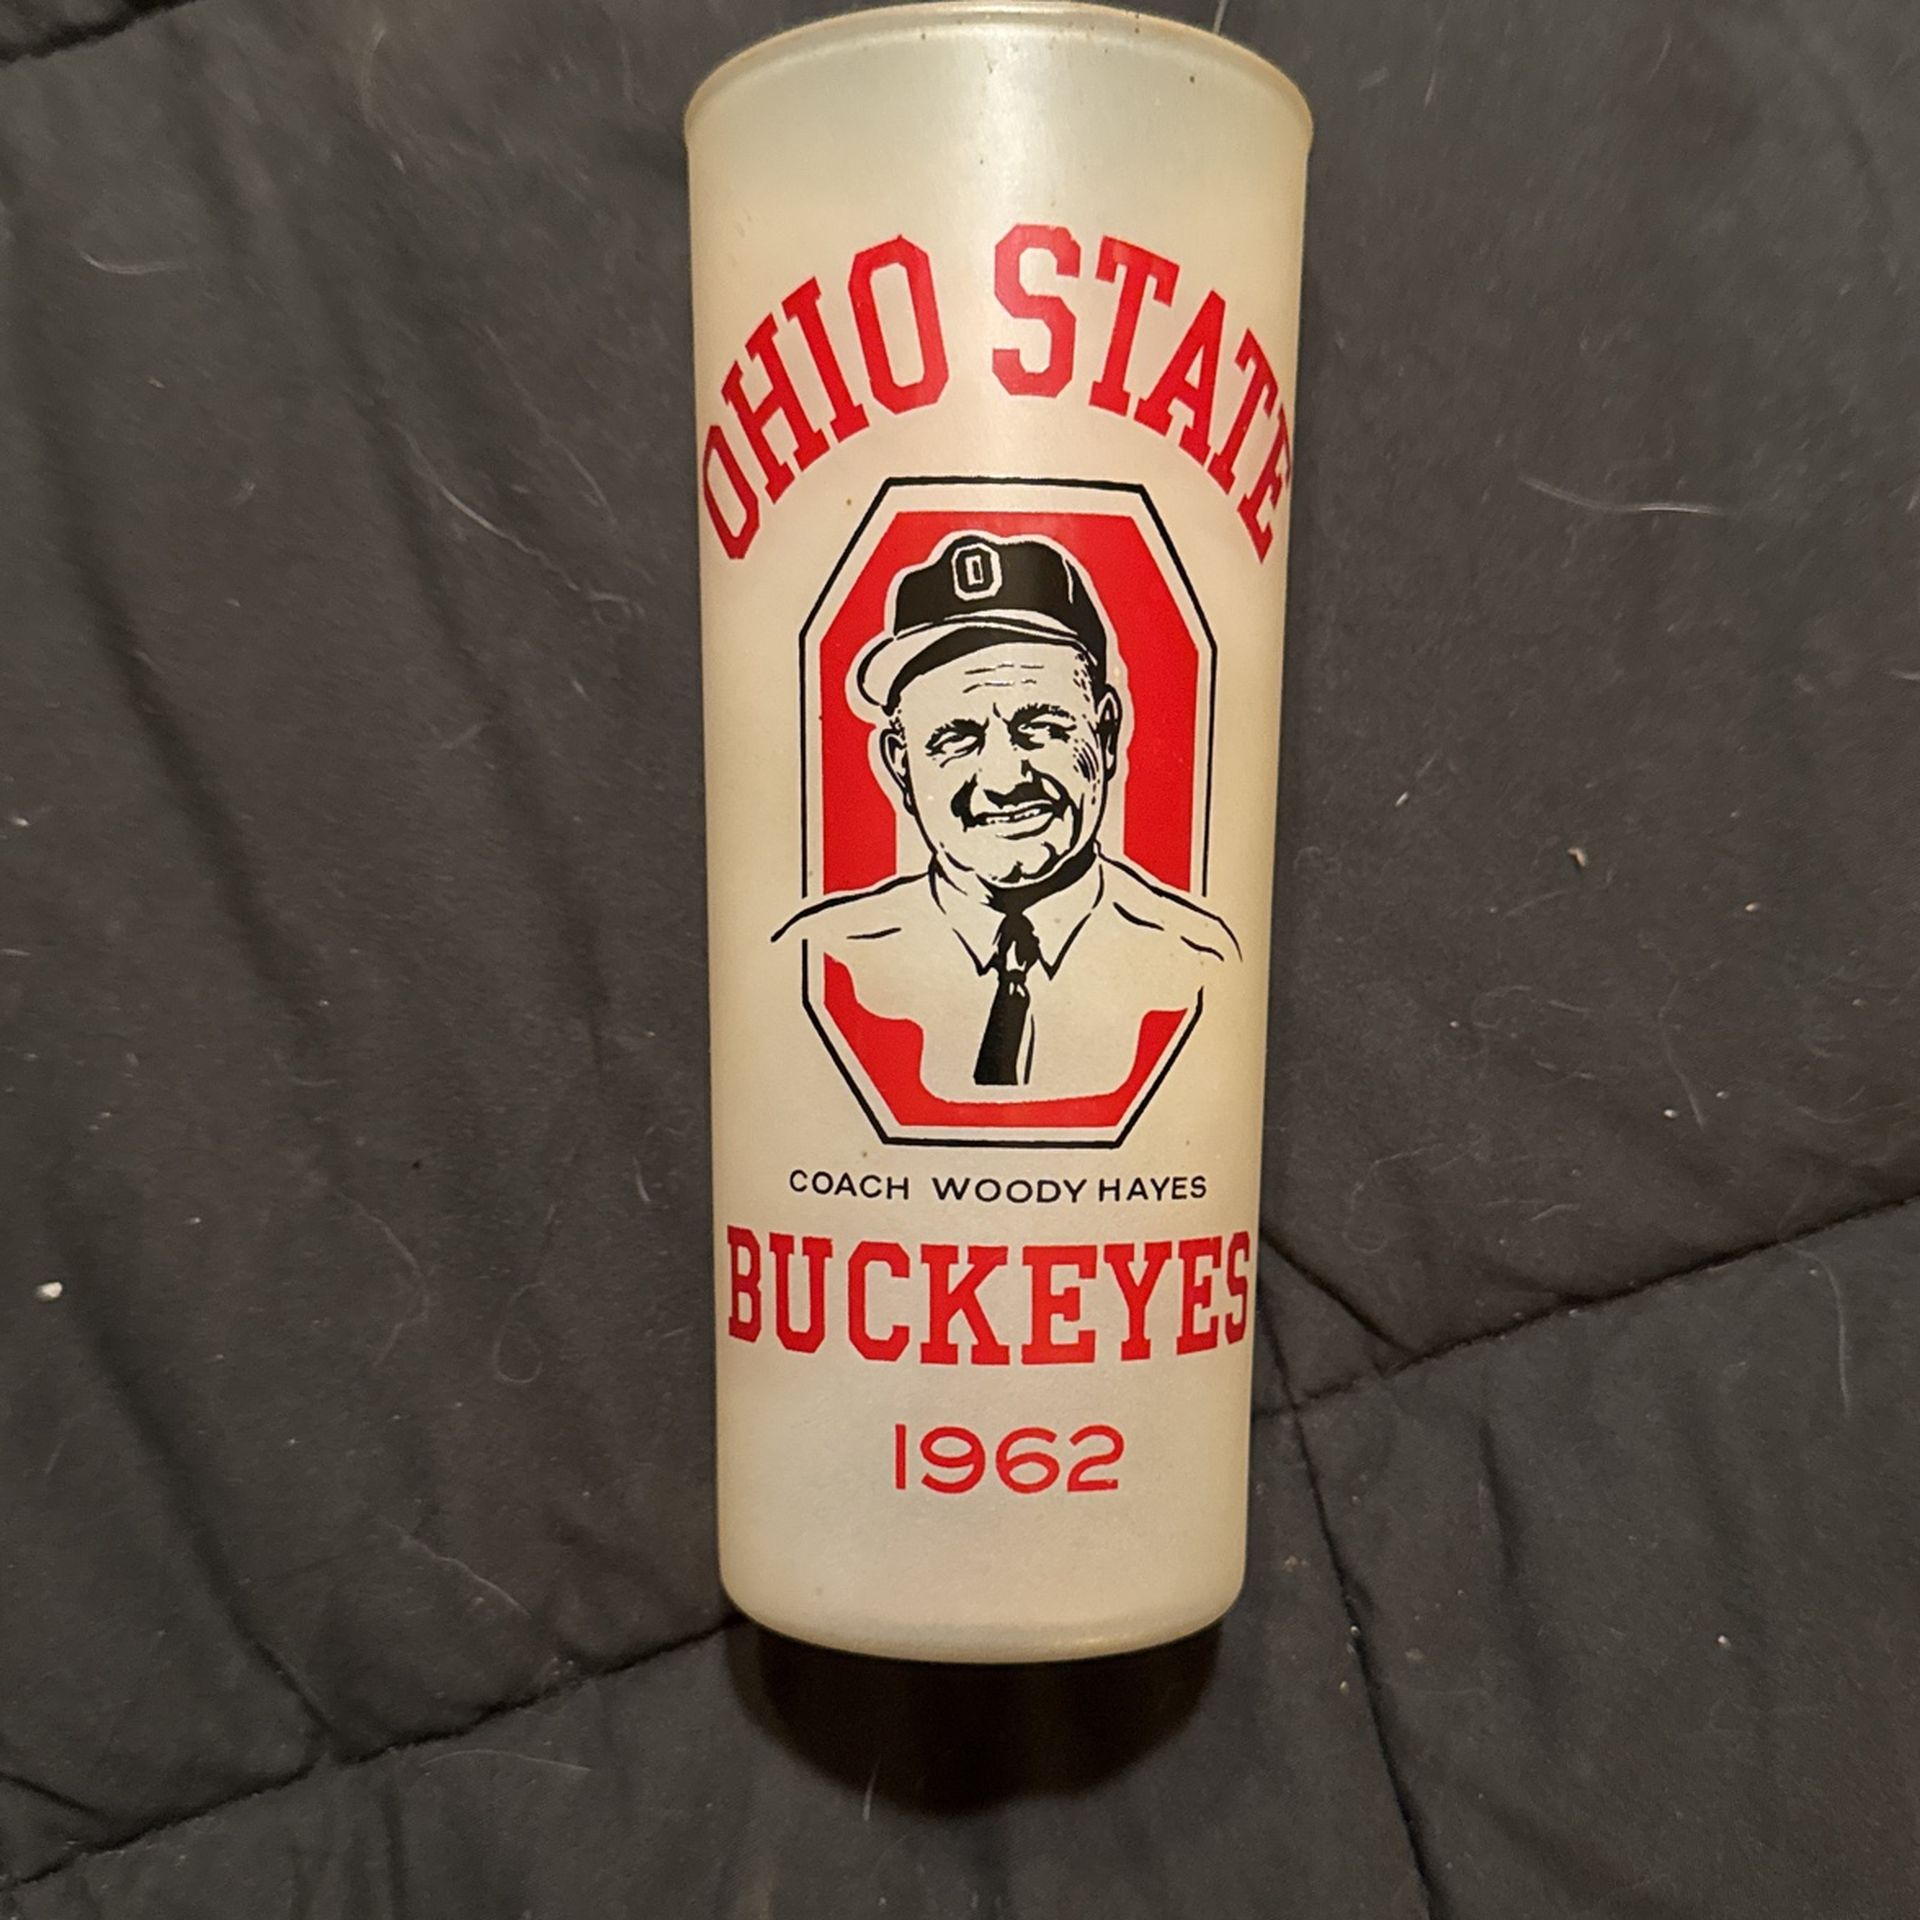 OHIO STATE
O
COACH WOODY HAYES
BUCKEYES
1962